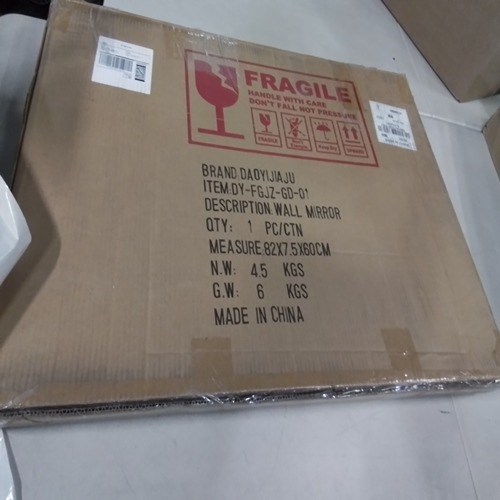 FRAGILE
HANDLE WITH CARE
DON'T FALL NOT PRESSURE
FRAGILE
BRAND:DAOYIJIAJU
ITEM:DY-FGJZ-GD-01
DESCRIPTION:WALL MIRROR
QTY: 1 PC/CTN
MEASURE:82X7.5X60CM
N.W: 4.5 KGS
G.W: 6 KGS
MADE IN CHINA